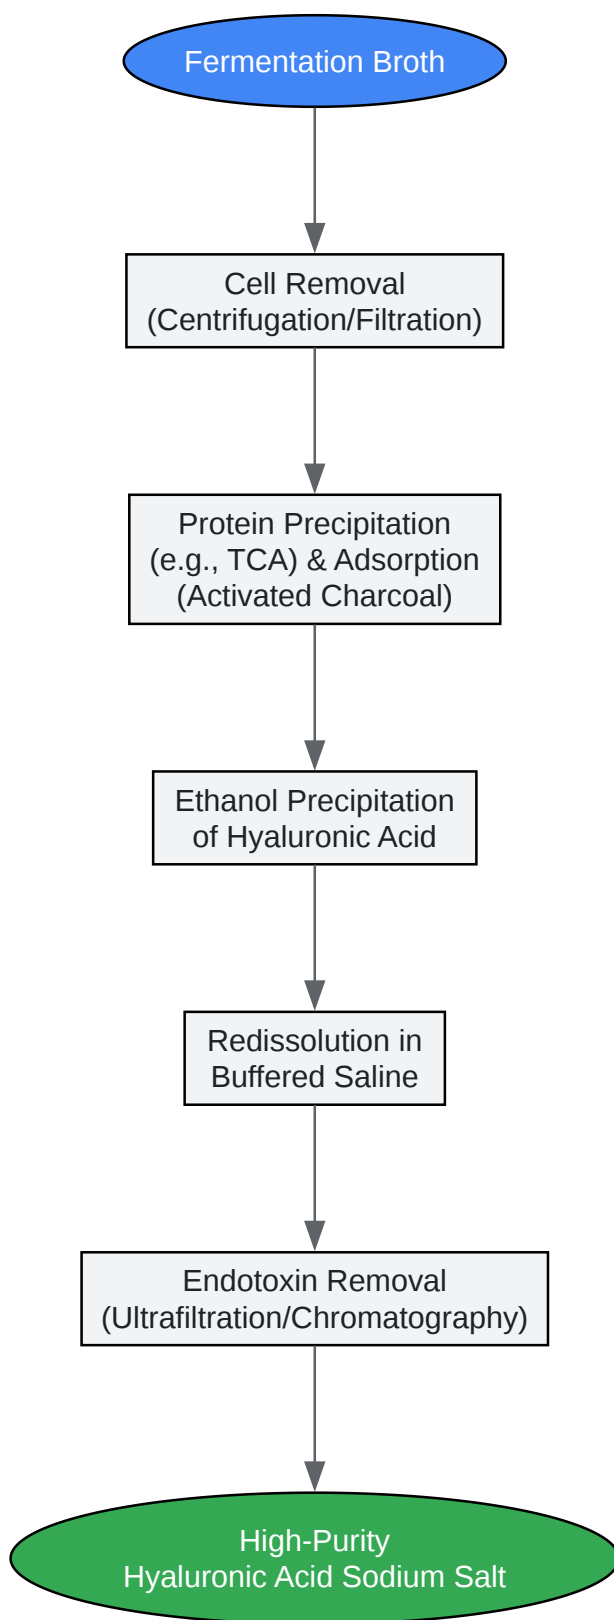 Fermentation Broth
Cell Removal
(Centrifugation/Filtration)
Protein Precipitation
(e.g., TCA) & Adsorption
(Activated Charcoal)
Ethanol Precipitation
of Hyaluronic Acid
Redissolution in
Buffered Saline
Endotoxin Removal
(Ultrafiltration/Chromatography)
High-Purity
Hyaluronic Acid Sodium Salt